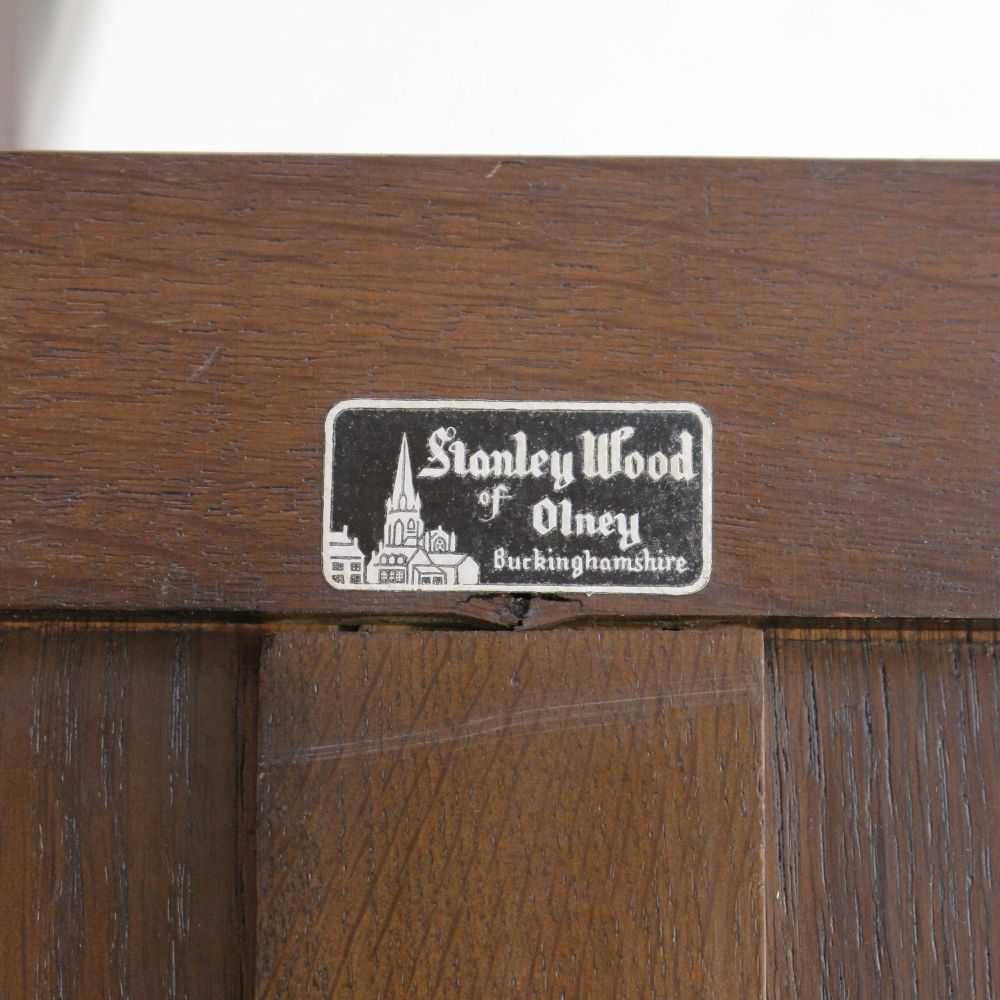 Stanley Wood
of
Olney
Buckinghamshire